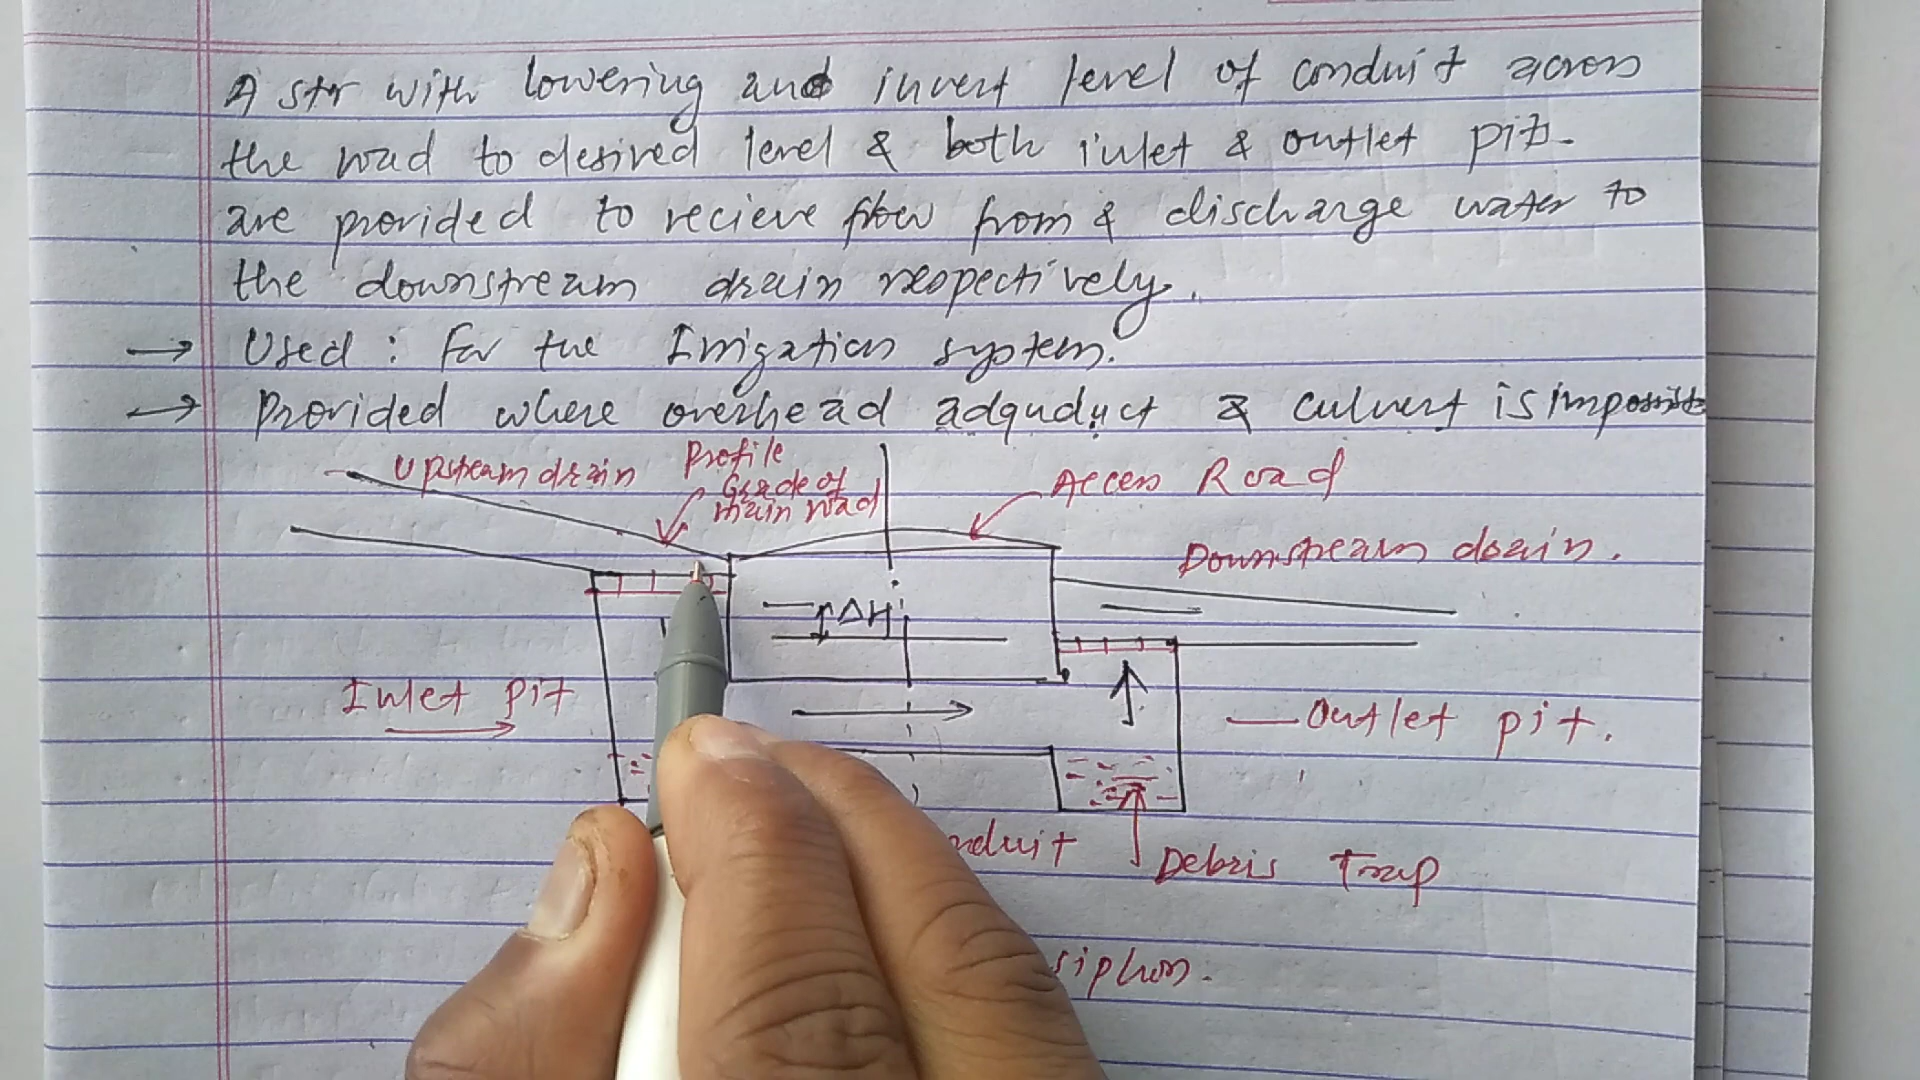 A str with lowering and invert level of conduit across
the road to desired level & both inlet & outlet pits.
are provided to recieve flow from & discharge water to
the downstream drain respectively.
→ Used : For the Irrigation system.
→ Provided where overhead adquduct & culvert is impossible
Upstream drain
Profile
Grade of
main road
Access Road
Downstream drain.
ΔH
Inlet pit
Outlet pit.
nduit
Debris Trap
siphon.